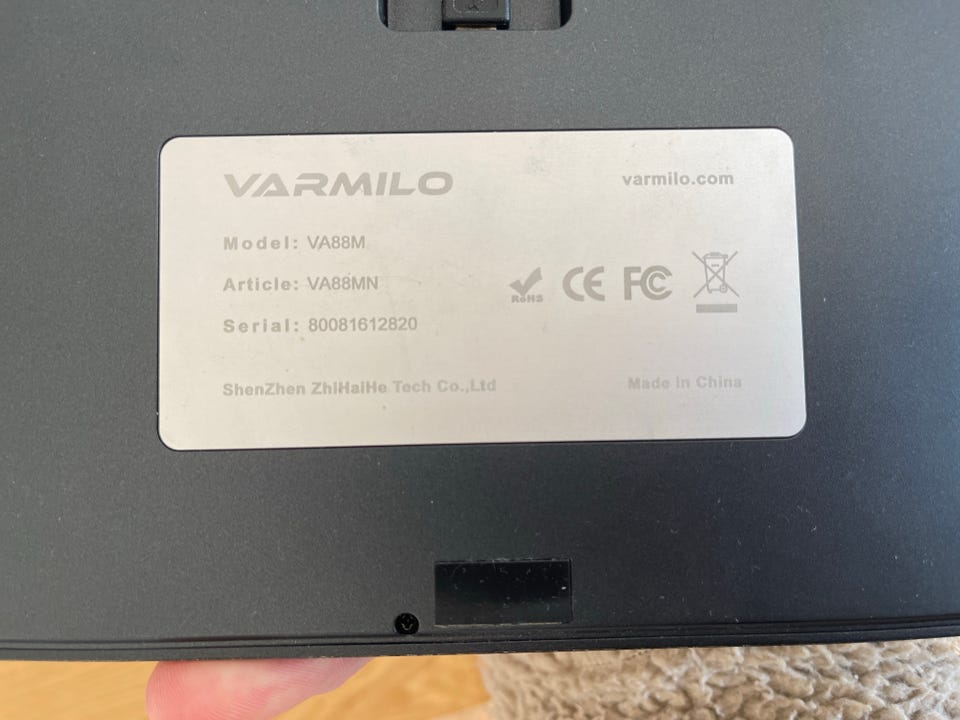 VARMILO
varmilo.com
Model: VA88M
Article: VA88MN
Serial: 80081612820
RoHS CE FC
ShenZhen ZhiHaiHe Tech Co.,Ltd
Made In China